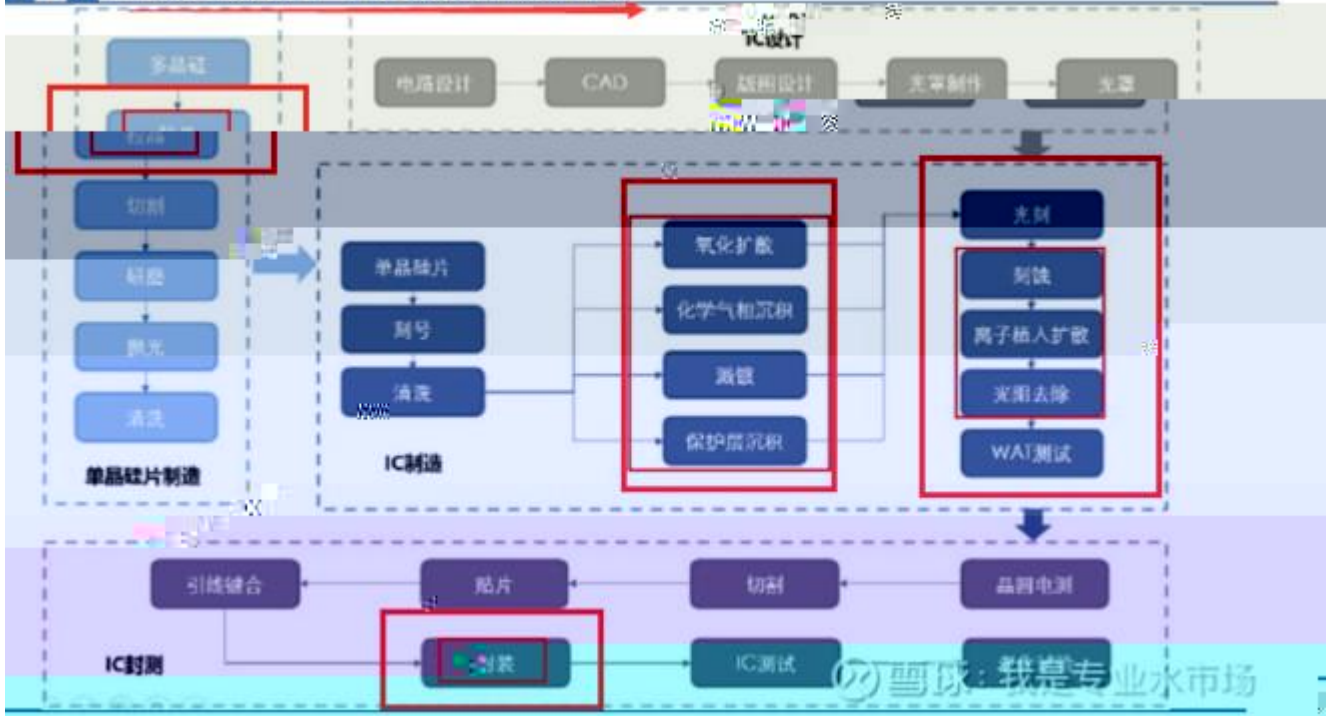 IC设计
多晶硅
电路设计
CAD
版图设计
光罩制作
光罩
切割
研磨
抛光
清洗
单晶硅片制造
单晶硅片
刻号
清洗
IC制造
氧化扩散
化学气相沉积
溅镀
保护层沉积
光刻
刻蚀
离子植入扩散
光阻去除
WAT测试
引线键合
贴片
切割
晶圆电测
IC封测
封装
IC测试
雪球：我是专业水市场